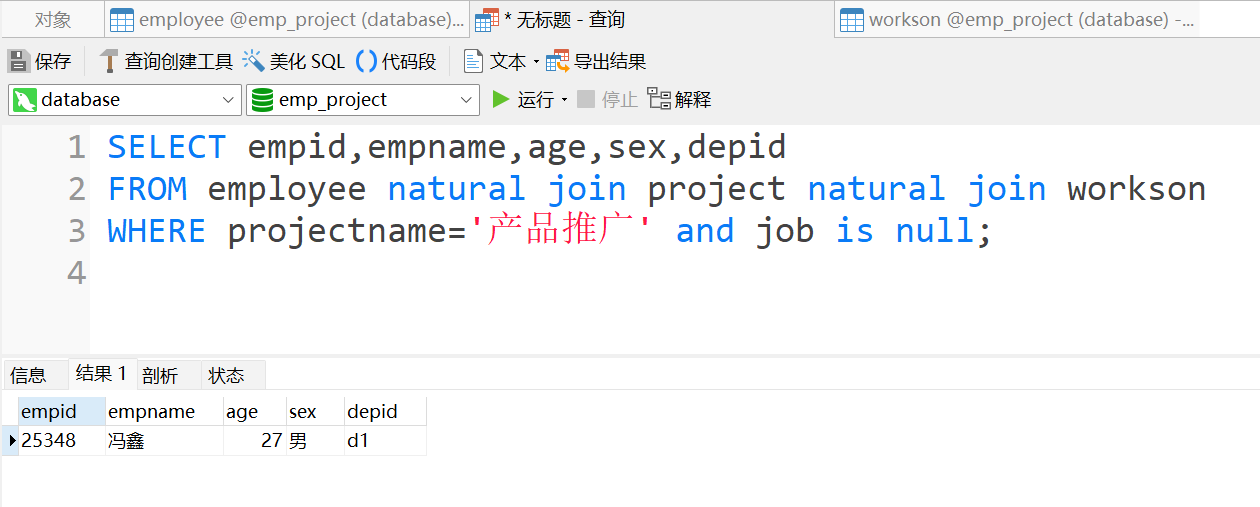 对象 employee @emp_project (database)... * 无标题 - 查询 workson @emp_project (database) -...
保存 查询创建工具 美化 SQL 代码段 文本 导出结果
database emp_project 运行 停止 解释
1 SELECT empid,empname,age,sex,depid
2 FROM employee natural join project natural join workson
3 WHERE projectname='产品推广' and job is null;
4
信息 结果 1 剖析 状态
empid empname age sex depid
25348 冯鑫 27 男 d1